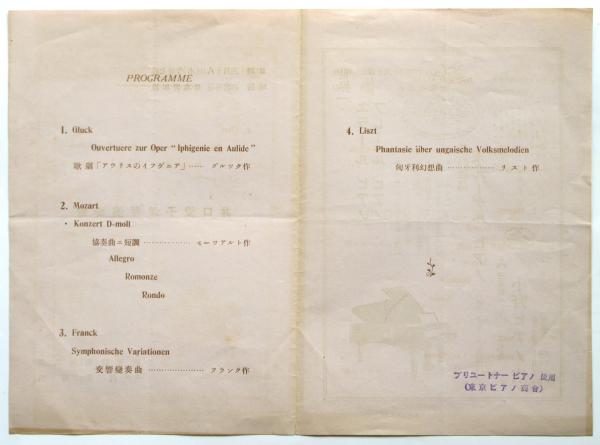 PROGRAMME
1. Gluck
Ouvertuere zur Oper "Iphigenie en Aulide"
歌劇「アウリスのイフヂニア」…… グルック作
2. Mozart
Konzert D-moll
協奏曲ニ短調 ……………… モーツアルト作
Allegro
Romonze
Rondo
3. Franck
Symphonische Variationen
交響變奏曲 ………………… フランク作
4. Liszt
Phantasie über ungaische Volksmelodien
匈牙利幻想曲 ……………… リスト作
ブリユートナー ピアノ 使用
(東京ピアノ商會)